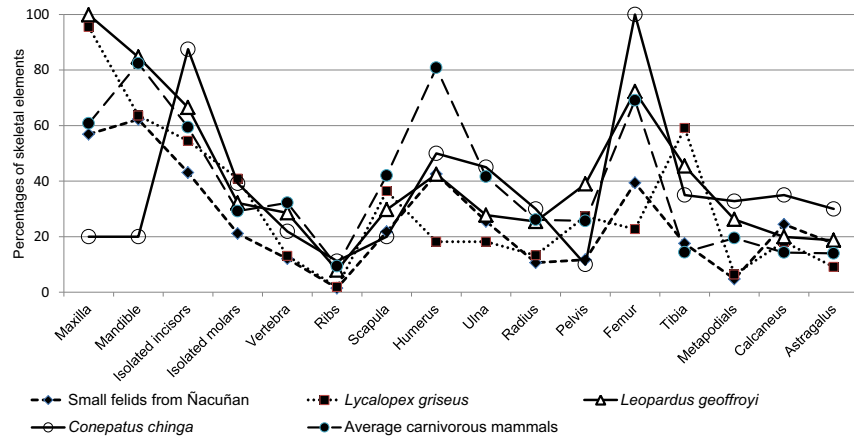 Percentages of skeletal elements
100
80
60
40
20
0
Maxilla
Mandible
Isolated incisors
Isolated molars
Vertebra
Ribs
Scapula
Humerus
Ulna
Radius
Pelvis
Femur
Tibia
Metapodials
Calcaneus
Astragalus
Small felids from Ñacuñan
Lycalopex griseus
Leopardus geoffroyi
Conepatus chinga
Average carnivorous mammals